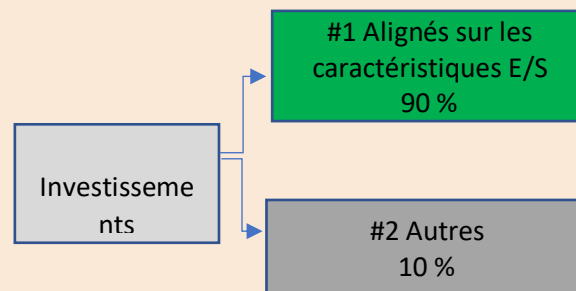 #1 Alignés sur les
caractéristiques E/S
90 %
Investisseme
nts
#2 Autres
10 %